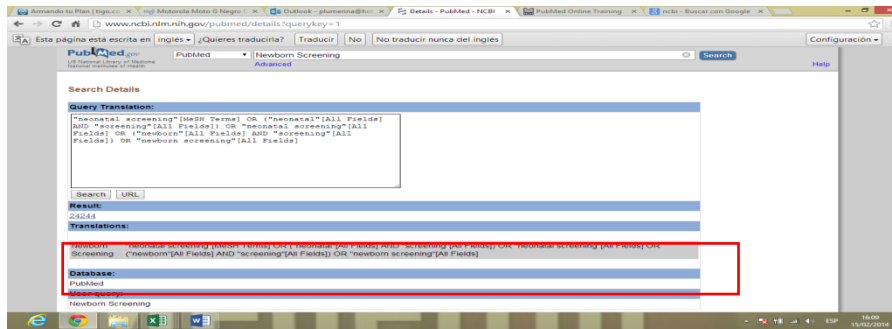 Armando tu Plan | tigo.co
Motorola Moto G Negro
Outlook - plumerina@hot
Details - PubMed - NCBI
PubMed Online Training
ncbi - Buscar con Google
www.ncbi.nlm.nih.gov/pubmed/details?querykey=1
Esta página está escrita en inglés ¿Quieres traducirla? Traducir No No traducir nunca del inglés Configuración
PubMed.gov PubMed Newborn Screening Search
US National Library of Medicine
National Institutes of Health
Advanced
Help
Search Details
Query Translation:
"neonatal screening"[MeSH Terms] OR ("neonatal"[All Fields]
AND "screening"[All Fields]) OR "neonatal screening"[All
Fields] OR ("newborn"[All Fields] AND "screening"[All
Fields]) OR "newborn screening"[All Fields]
Search URL
Result:
24244
Translations:
Newborn "neonatal screening"[MeSH Terms] OR ("neonatal"[All Fields] AND "screening"[All Fields]) OR "neonatal screening"[All Fields] OR
Screening ("newborn"[All Fields] AND "screening"[All Fields]) OR "newborn screening"[All Fields]
Database:
PubMed
User query:
Newborn Screening
ESP
16:09
15/02/2014